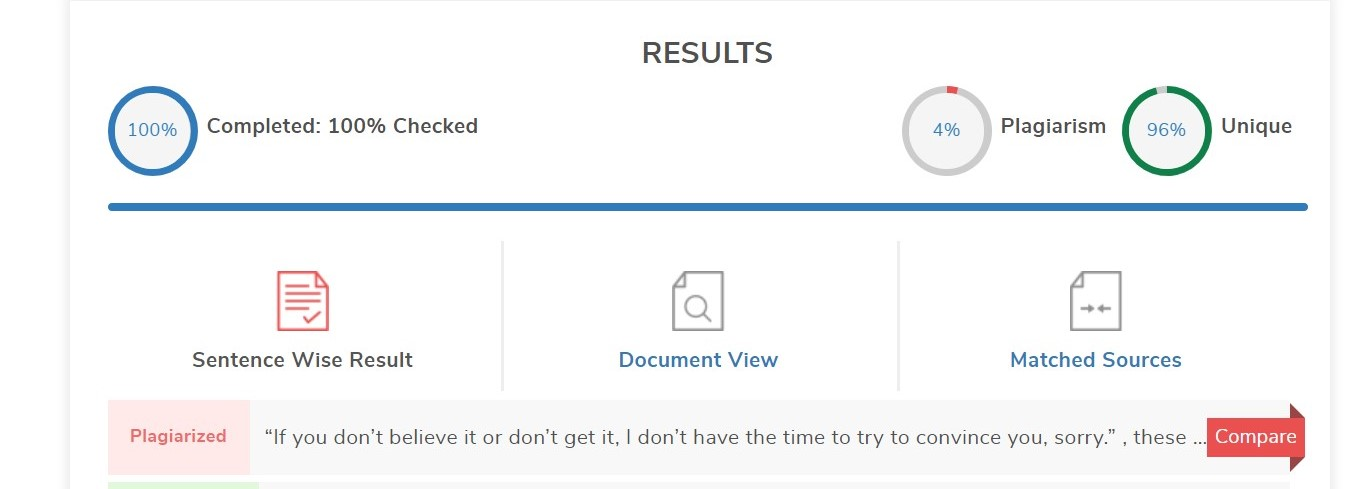 RESULTS
100% Completed: 100% Checked 4% Plagiarism 96% Unique
Sentence Wise Result Document View Matched Sources
Plagiarized “If you don’t believe it or don’t get it, I don’t have the time to try to convince you, sorry.” , these ... Compare